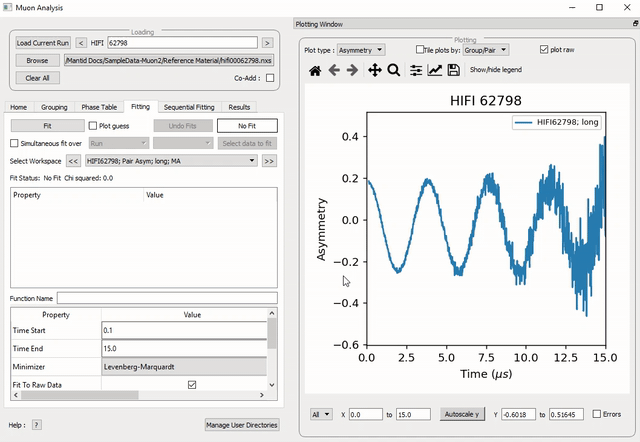 Muon Analysis
Loading
Load Current Run < HIFI 62798 >
Browse /Mantid Docs/SampleData-Muon2/Reference Material/hifi00062798.nxs
Clear All Co-Add :
Home Grouping Phase Table Fitting Sequential Fitting Results
Fit Plot guess Undo Fits No Fit
Simultaneous fit over Run Select data to fit
Select Workspace << HIFI62798; Pair Asym; long; MA >>
Fit Status: No Fit Chi squared: 0.0
Property Value
Function Name
Property Value
Time Start 0.1
Time End 15.0
Minimizer Levenberg-Marquardt
Fit To Raw Data
Help : ? Manage User Directories
Plotting Window
Plotting
Plot type : Asymmetry Tile plots by: Group/Pair plot raw
Show/hide legend
HIFI 62798
HIFI62798; long
Asymmetry
0.4
0.2
0.0
−0.2
−0.4
−0.6
0.0 2.5 5.0 7.5 10.0 12.5 15.0
Time (μs)
All X 0.0 to 15.0 Autoscale y Y -0.6018 to 0.51645 Errors